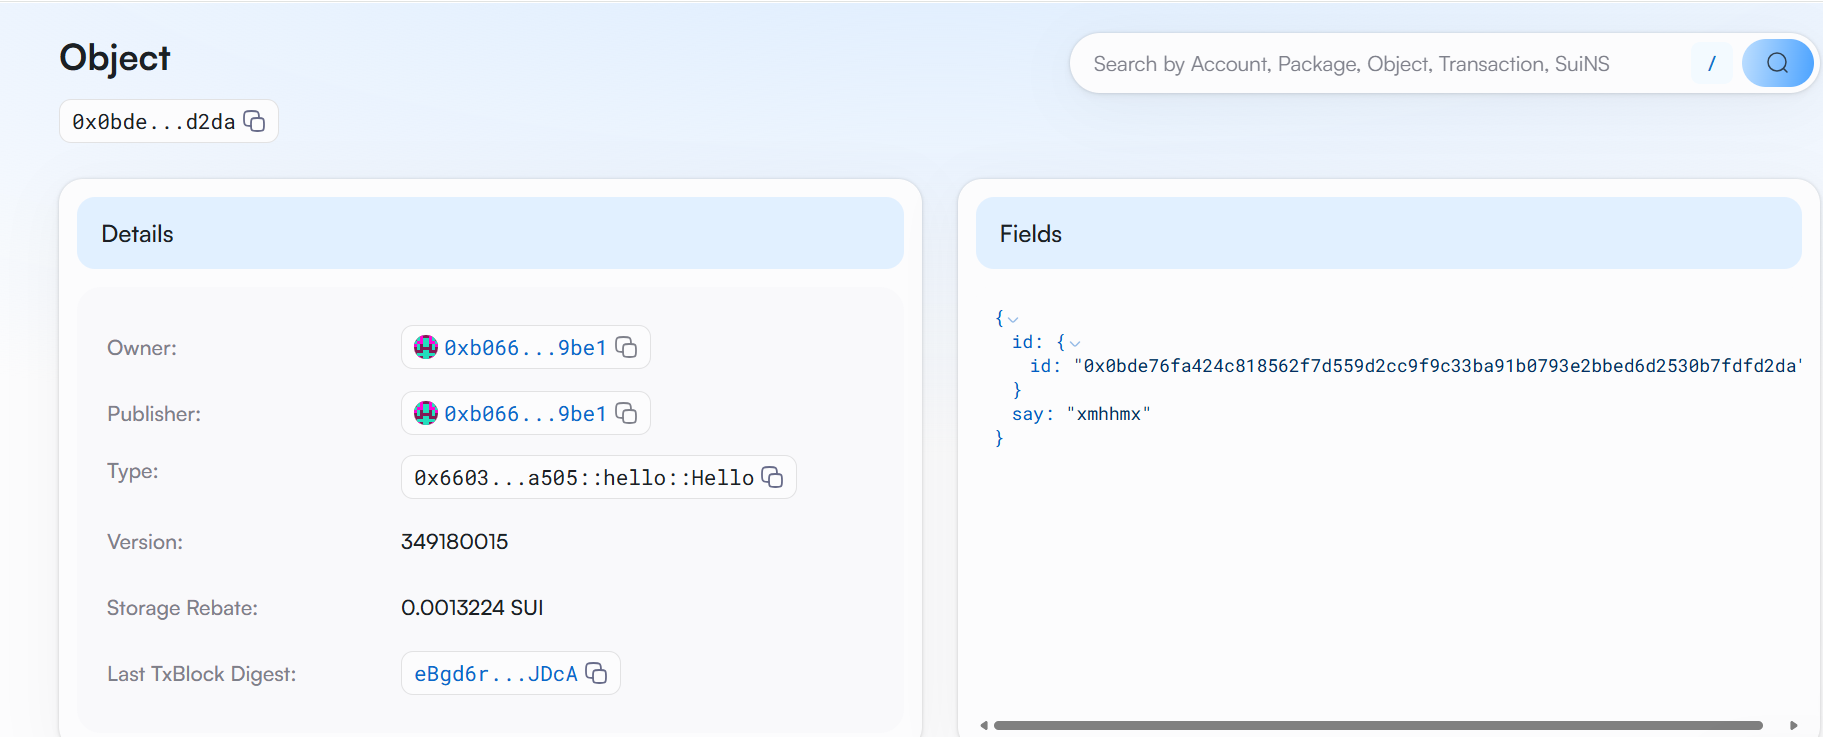 Object
Search by Account, Package, Object, Transaction, SuiNS
/
0x0bde...d2da
Details
Owner:
0xb066...9be1
Publisher:
0xb066...9be1
Type:
0x6603...a505::hello::Hello
Version:
349180015
Storage Rebate:
0.0013224 SUI
Last TxBlock Digest:
eBgd6r...JDcA
Fields
{
id: {
id: "0x0bde76fa424c818562f7d559d2cc9f9c33ba91b0793e2bbed6d2530b7fdfd2da'
}
say: "xmhhmx"
}